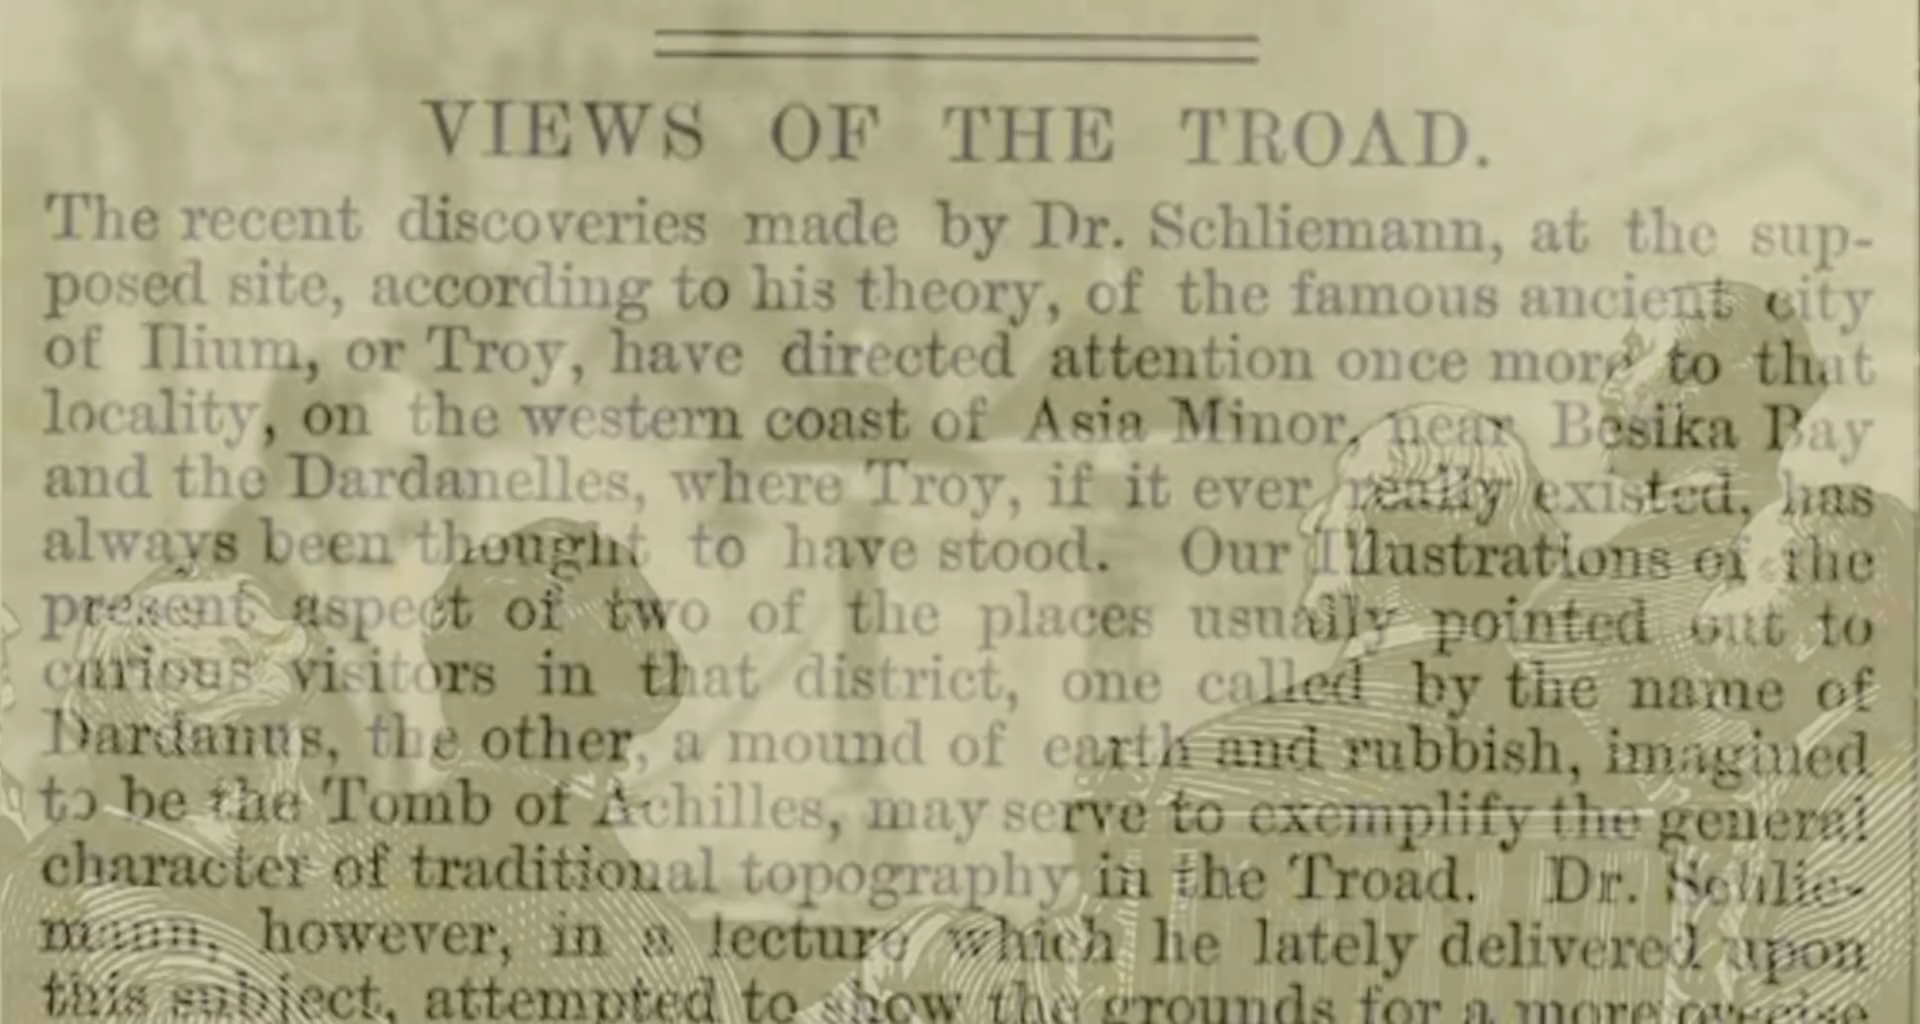 VIEWS OF THE TROAD.
The recent discoveries made by Dr. Schliemann, at the sup-
posed site, according to his theory, of the famous ancient city
of Ilium, or Troy, have directed attention once more to that
locality, on the western coast of Asia Minor, near Besika Bay
and the Dardanelles, where Troy, if it ever really existed, has
always been thought to have stood. Our Illustrations of the
present aspect of two of the places usually pointed out to
curious visitors in that district, one called by the name of
Dardanus, the other, a mound of earth and rubbish, imagined
to be the Tomb of Achilles, may serve to exemplify the general
character of traditional topography in the Troad. Dr. Schlie-
mann, however, in a lecture which he lately delivered upon
this subject, attempted to show the grounds for a more precise